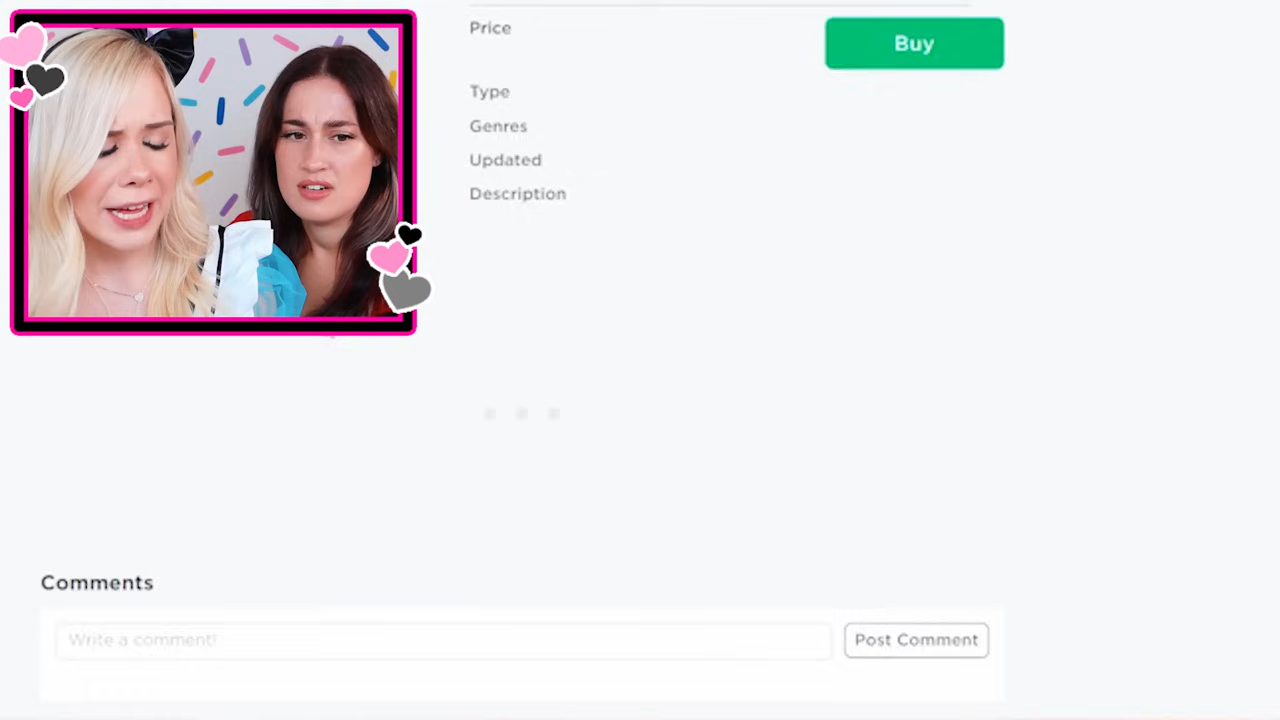 Price
Buy
Type
Genres
Updated
Description
Comments
Write a comment!
Post Comment